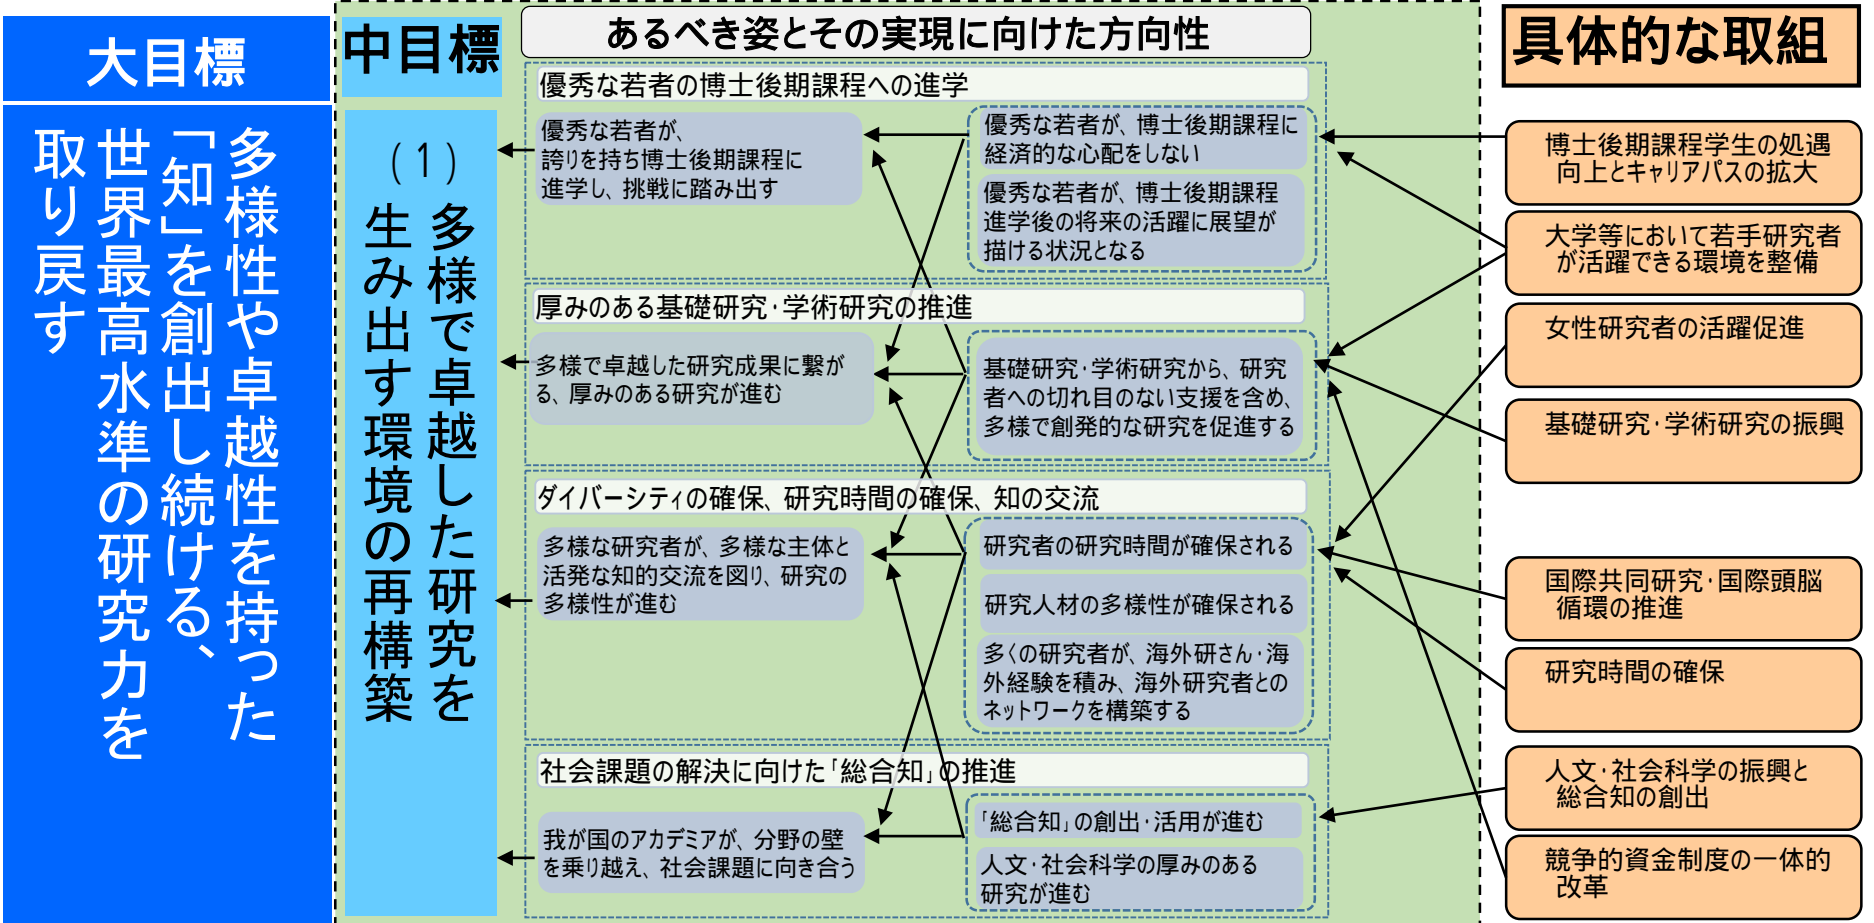 大目標
多様性や卓越性を持った
「知」を創出し続ける、
世界最高水準の研究力を
取り戻す
中目標
(1)
多様で卓越した研究を
生み出す環境の再構築
あるべき姿とその実現に向けた方向性
優秀な若者の博士後期課程への進学
優秀な若者が、
誇りを持ち博士後期課程に
進学し、挑戦に踏み出す
優秀な若者が、博士後期課程に
経済的な心配をしない
優秀な若者が、博士後期課程
進学後の将来の活躍に展望が
描ける状況となる
厚みのある基礎研究・学術研究の推進
多様で卓越した研究成果に繋が
る、厚みのある研究が進む
基礎研究・学術研究から、研究
者への切れ目のない支援を含め、
多様で創発的な研究を促進する
ダイバーシティの確保、研究時間の確保、知の交流
多様な研究者が、多様な主体と
活発な知的交流を図り、研究の
多様性が進む
研究者の研究時間が確保される
研究人材の多様性が確保される
多くの研究者が、海外研さん・海
外経験を積み、海外研究者との
ネットワークを構築する
社会課題の解決に向けた「総合知」の推進
我が国のアカデミアが、分野の壁
を乗り越え、社会課題に向き合う
「総合知」の創出・活用が進む
人文・社会科学の厚みのある
研究が進む
具体的な取組
博士後期課程学生の処遇
向上とキャリアパスの拡大
大学等において若手研究者
が活躍できる環境を整備
女性研究者の活躍促進
基礎研究・学術研究の振興
国際共同研究・国際頭脳
循環の推進
研究時間の確保
人文・社会科学の振興と
総合知の創出
競争的資金制度の一体的
改革